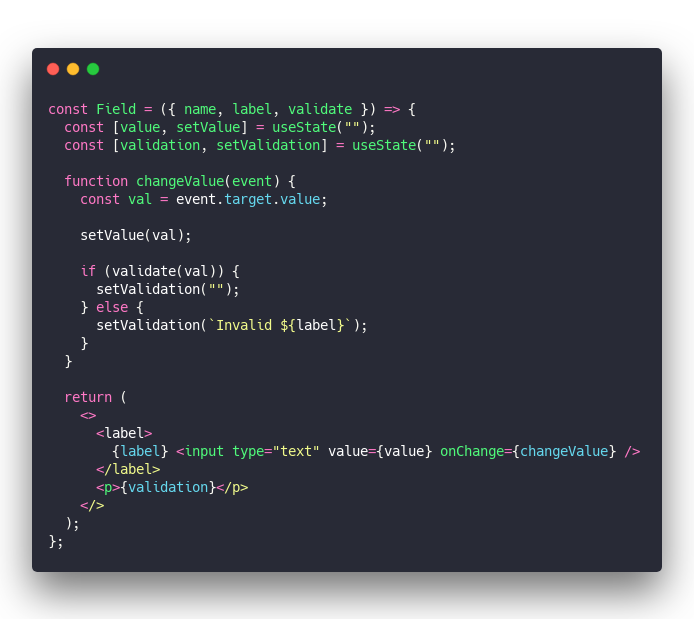 const Field = ({ name, label, validate }) => {
  const [value, setValue] = useState("");
  const [validation, setValidation] = useState("");

  function changeValue(event) {
    const val = event.target.value;

    setValue(val);

    if (validate(val)) {
      setValidation("");
    } else {
      setValidation(`Invalid ${label}`);
    }
  }

  return (
    <>
      <label>
        {label} <input type="text" value={value} onChange={changeValue} />
      </label>
      <p>{validation}</p>
    </>
  );
};